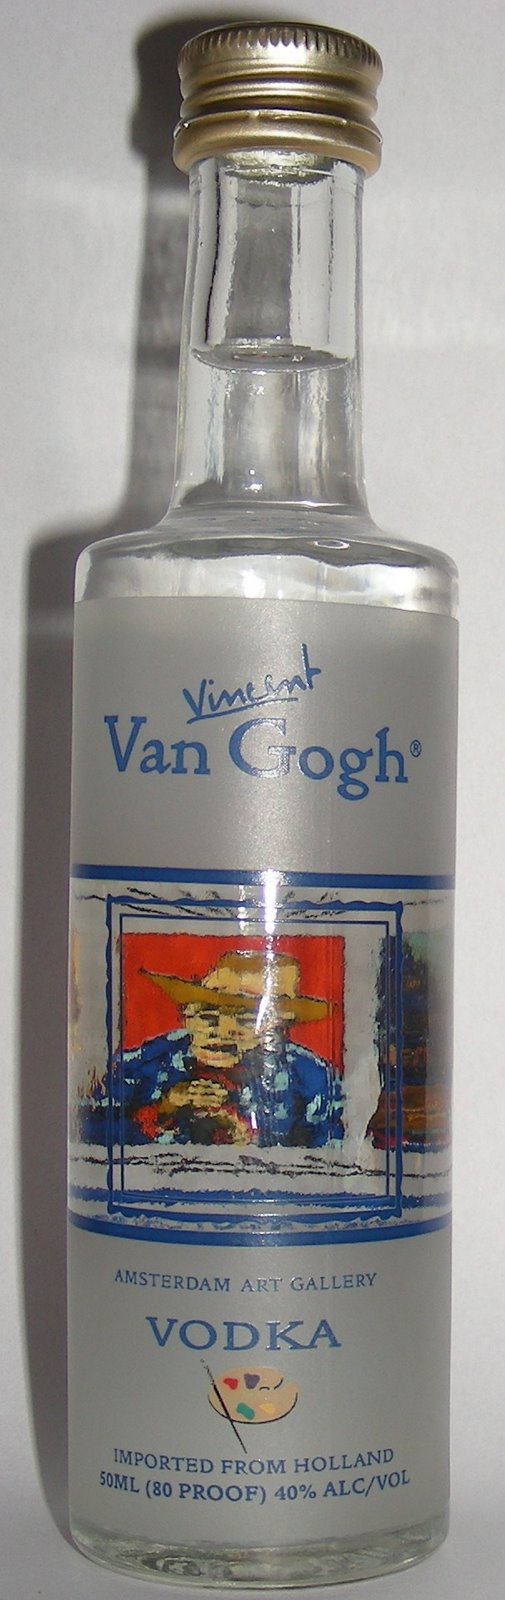 Vincent
Van Gogh®
AMSTERDAM ART GALLERY
VODKA
IMPORTED FROM HOLLAND
50ML (80 PROOF) 40% ALC/VOL